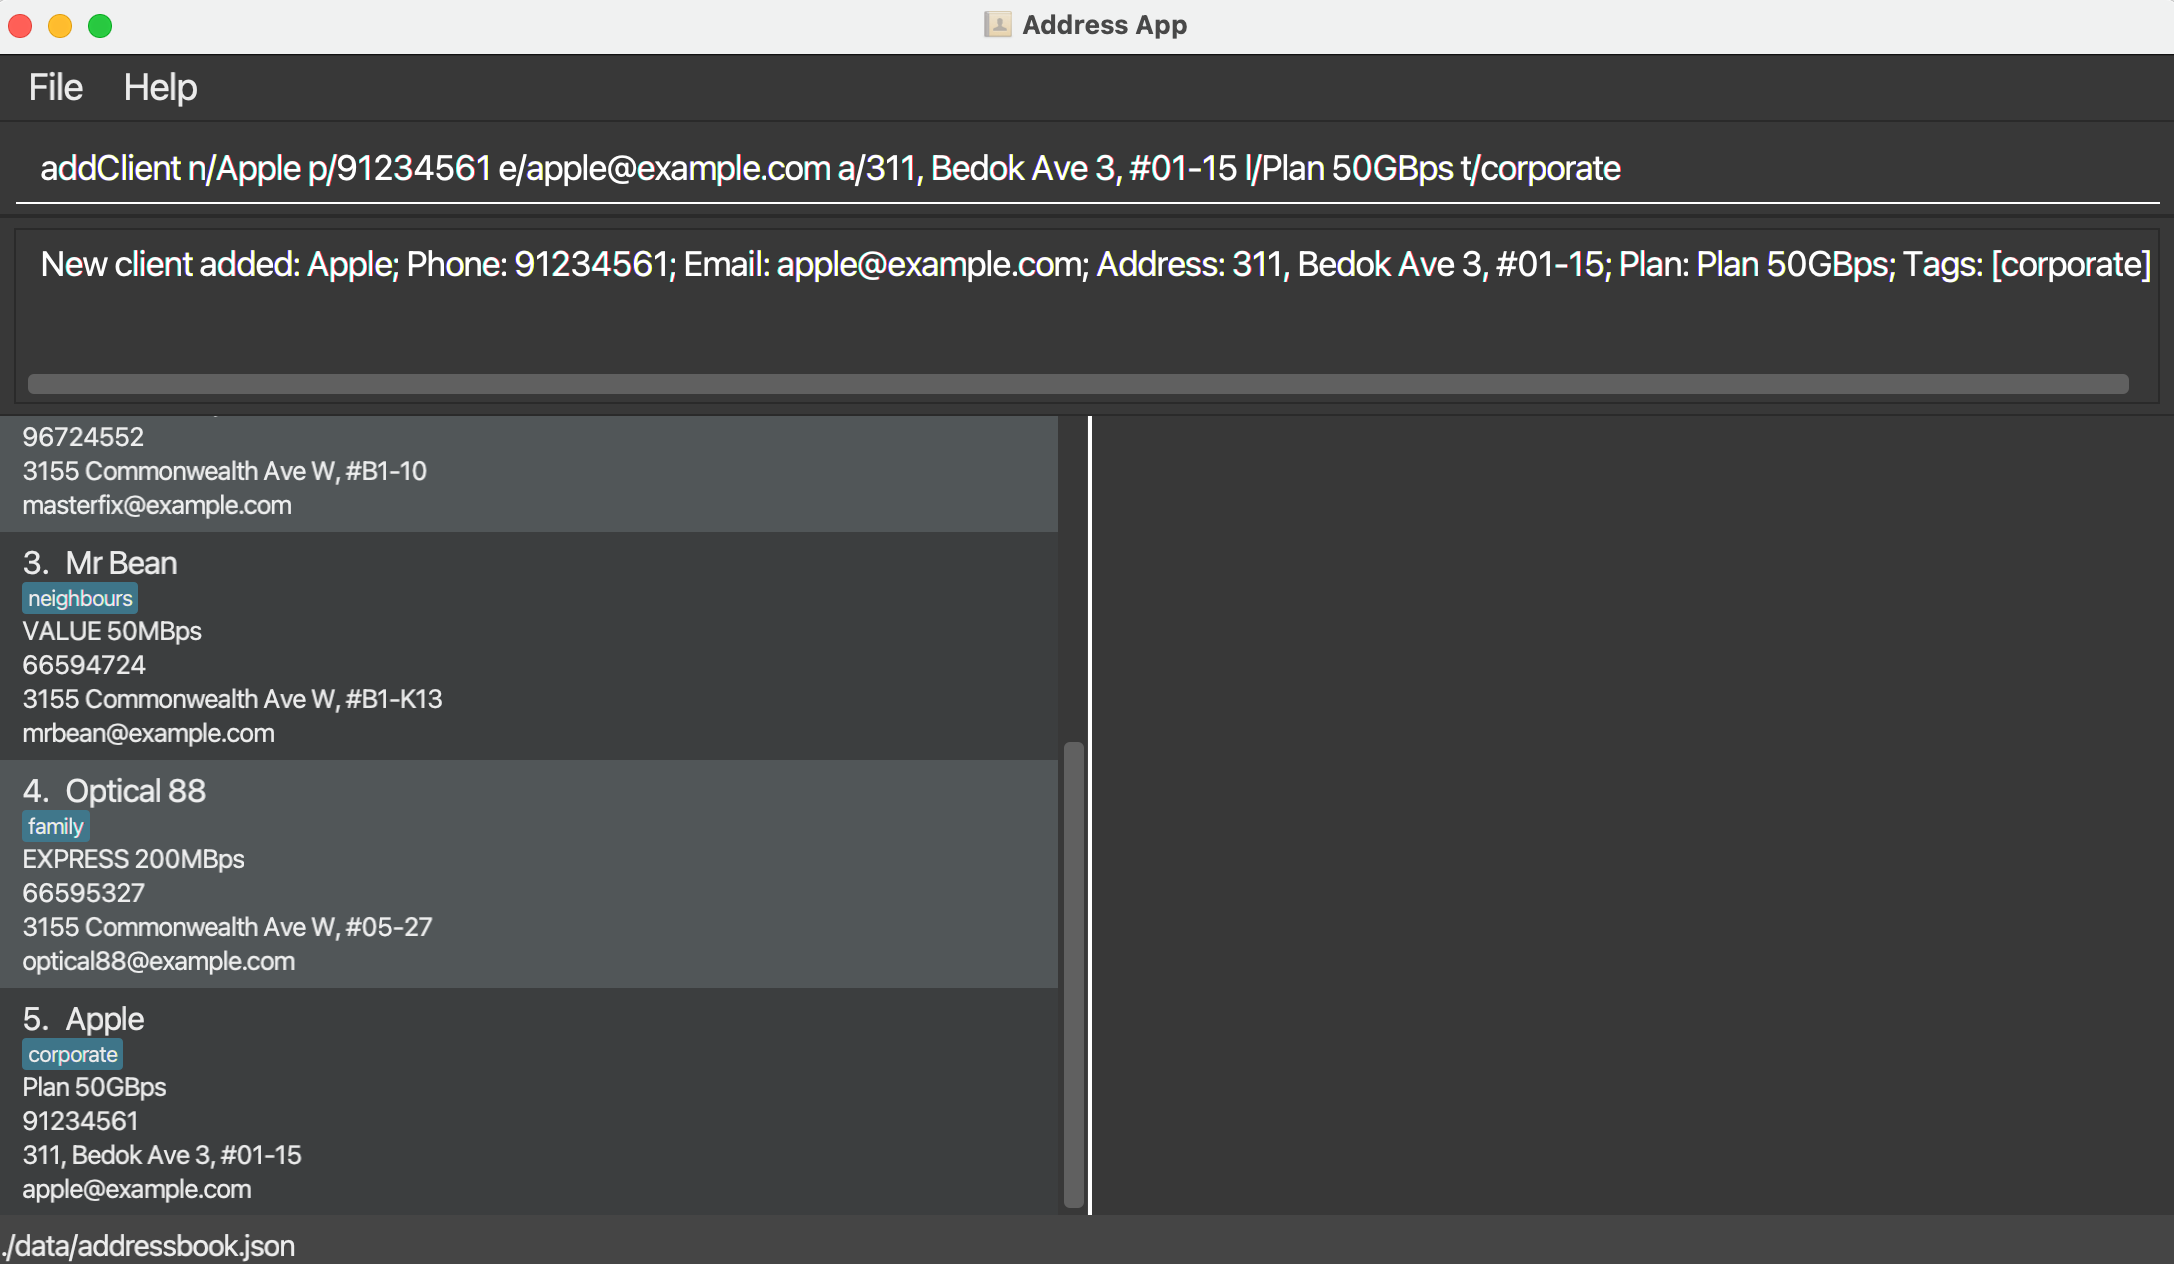 Address App
File Help
addClient n/Apple p/91234561 e/apple@example.com a/311, Bedok Ave 3, #01-15 l/Plan 50GBps t/corporate
New client added: Apple; Phone: 91234561; Email: apple@example.com; Address: 311, Bedok Ave 3, #01-15; Plan: Plan 50GBps; Tags: [corporate]
96724552
3155 Commonwealth Ave W, #B1-10
masterfix@example.com
3. Mr Bean
neighbours
VALUE 50MBps
66594724
3155 Commonwealth Ave W, #B1-K13
mrbean@example.com
4. Optical 88
family
EXPRESS 200MBps
66595327
3155 Commonwealth Ave W, #05-27
optical88@example.com
5. Apple
corporate
Plan 50GBps
91234561
311, Bedok Ave 3, #01-15
apple@example.com
./data/addressbook.json